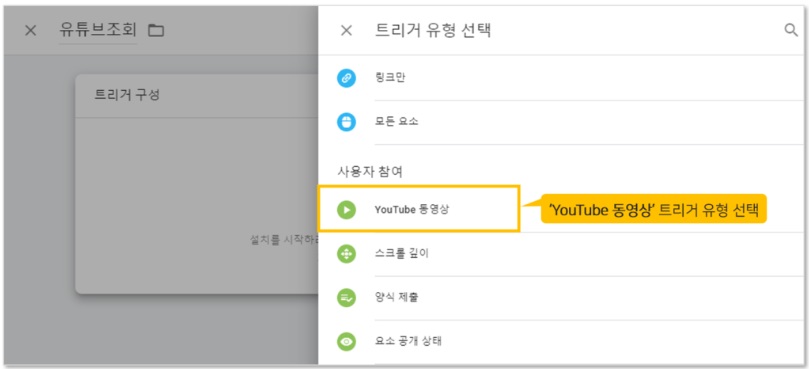 유튜브조회
트리거 유형 선택
트리거 구성
링크만
모든 요소
사용자 참여
YouTube 동영상
'YouTube 동영상' 트리거 유형 선택
설치를 시작하
스크롤 깊이
양식 제출
요소 공개 상태